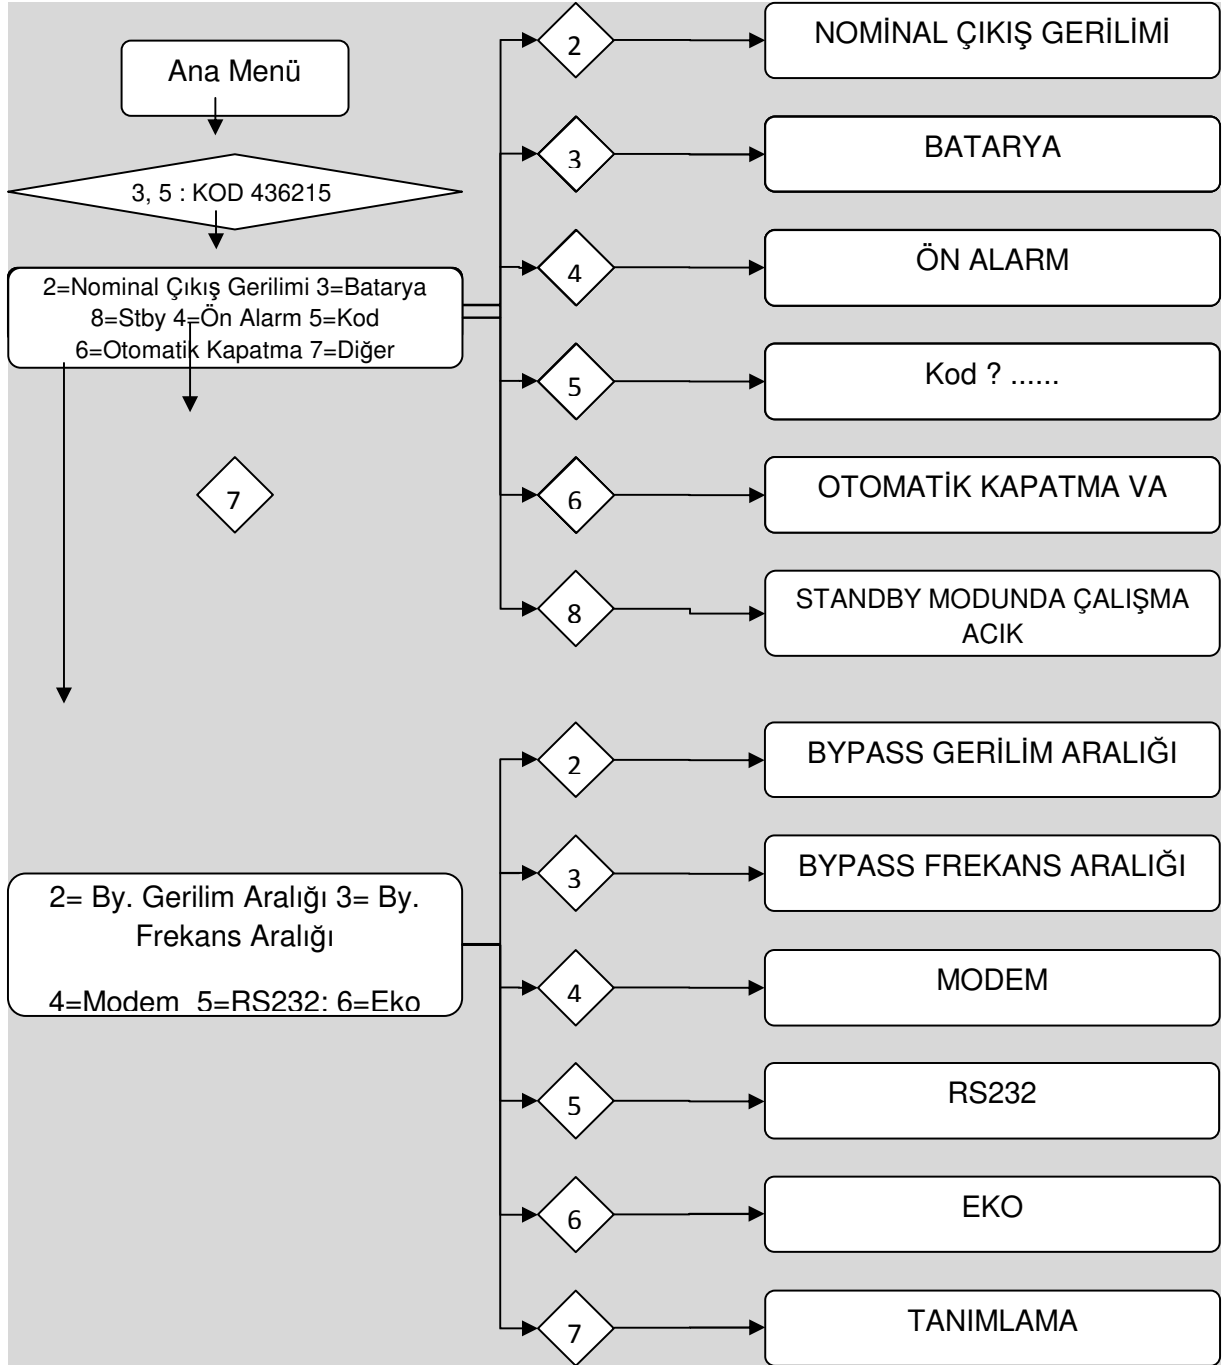 Ana Menü
3, 5 : KOD 436215
2=Nominal Çıkış Gerilimi 3=Batarya
8=Stby 4=Ön Alarm 5=Kod
6=Otomatik Kapatma 7=Diğer
7
2
NOMİNAL ÇIKIŞ GERİLİMİ
3
BATARYA
4
ÖN ALARM
5
Kod ? ......
6
OTOMATİK KAPATMA VA
8
STANDBY MODUNDA ÇALIŞMA
ACIK
2= By. Gerilim Aralığı 3= By.
Frekans Aralığı
4=Modem 5=RS232: 6=Eko
2
BYPASS GERİLİM ARALIĞI
3
BYPASS FREKANS ARALIĞI
4
MODEM
5
RS232
6
EKO
7
TANIMLAMA